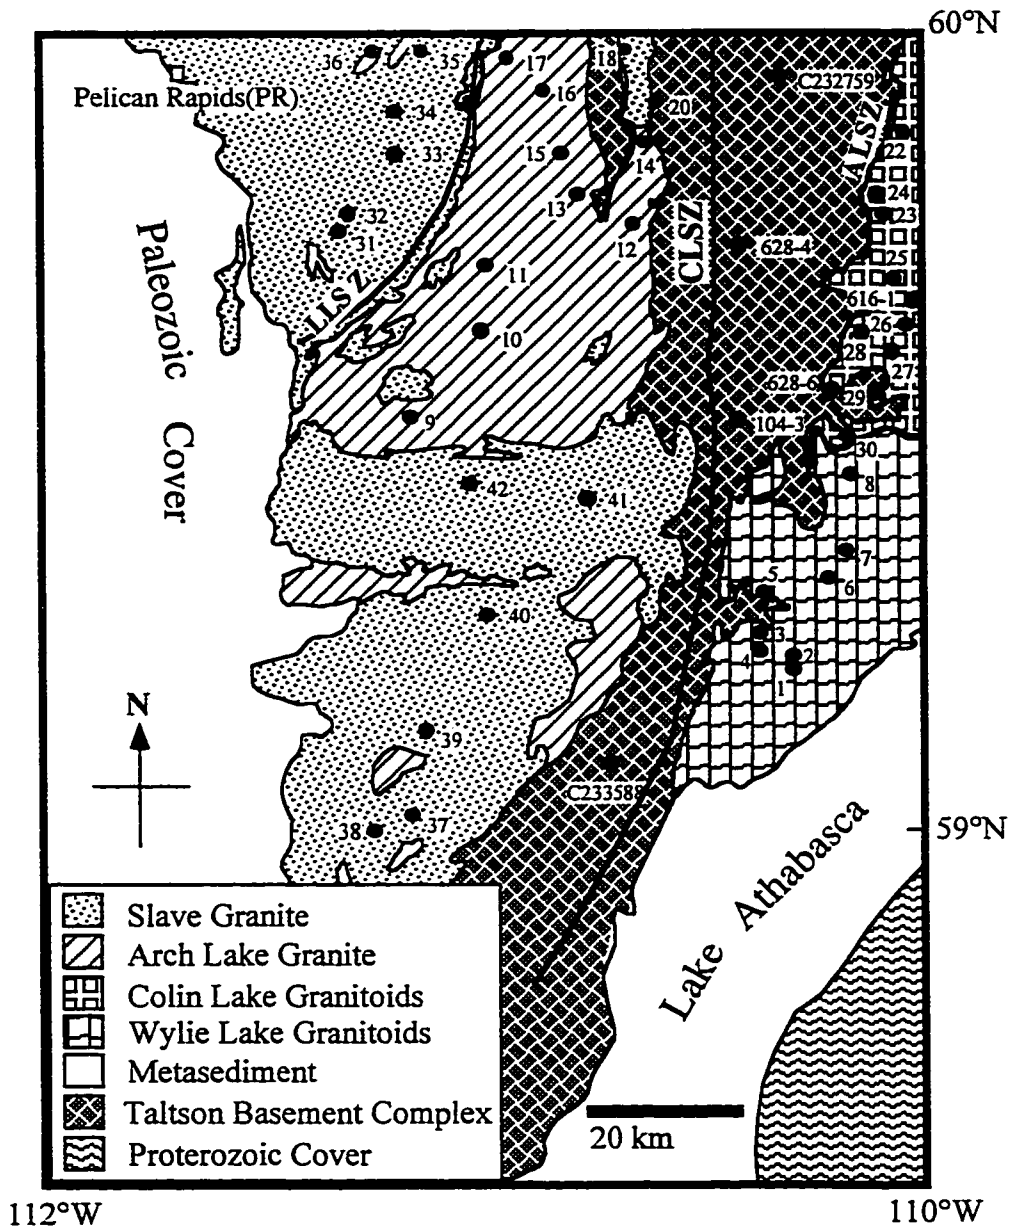 60°N
36
35
17
18
C232759
Pelican Rapids(PR)
34
16
20
ALSZ
33
15
14
22
13
24
32
12
23
31
CLSZ
628-4
Paleozoic Cover
11
25
LLSZ
616-1
10
26
28
27
628-6
29
9
104-3
30
42
41
8
7
5
6
40
3
4
2
1
N
39
C233588
38
37
59°N
Lake Athabasca
Slave Granite
Arch Lake Granite
Colin Lake Granitoids
Wylie Lake Granitoids
Metasediment
Taltson Basement Complex
Proterozoic Cover
20 km
112°W
110°W